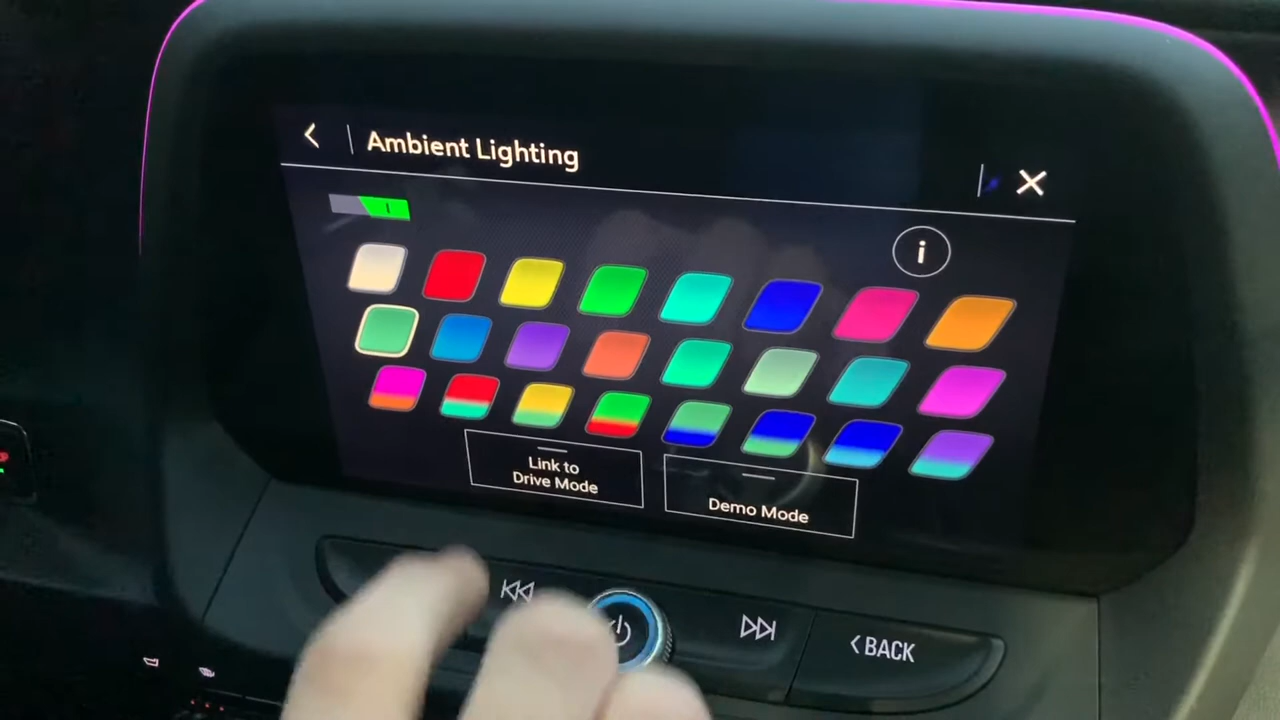 Ambient Lighting
i
Link to
Drive Mode
Demo Mode
BACK